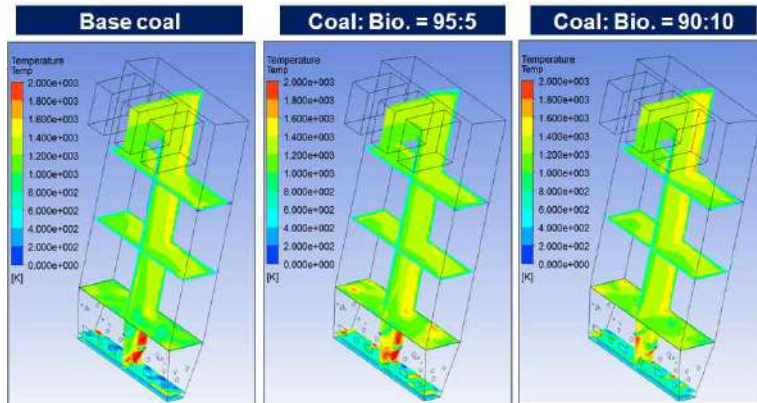 Base coal
Coal: Bio. = 95:5
Coal: Bio. = 90:10
Temperature
Temp
2.000e+003
1.800e+003
1.600e+003
1.400e+003
1.200e+003
1.000e+003
8.000e+002
6.000e+002
4.000e+002
2.000e+002
0.000e+000
[K]
Temperature
Temp
2.000e+003
1.800e+003
1.600e+003
1.400e+003
1.200e+003
1.000e+003
8.000e+002
6.000e+002
4.000e+002
2.000e+002
0.000e+000
[K]
Temperature
Temp
2.000e+003
1.800e+003
1.600e+003
1.400e+003
1.200e+003
1.000e+003
8.000e+002
6.000e+002
4.000e+002
2.000e+002
0.000e+000
[K]